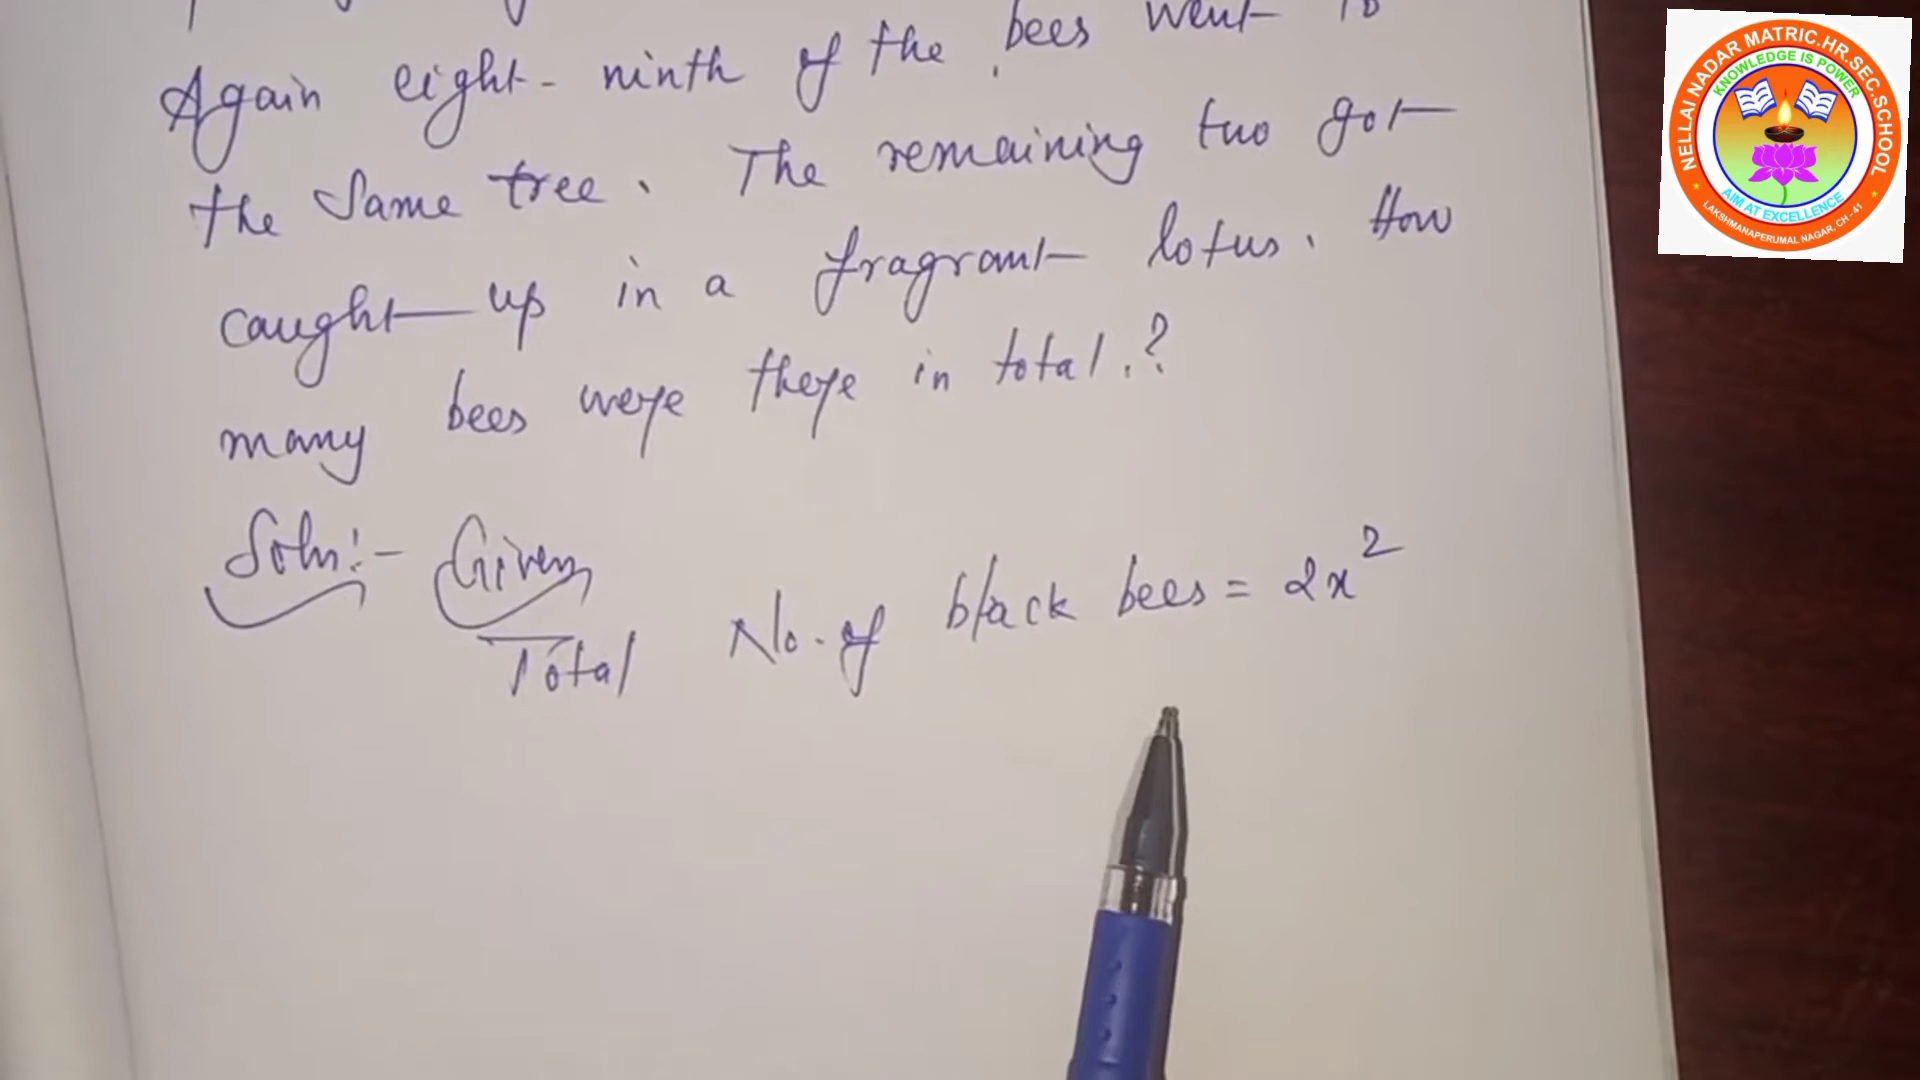 Again eight-ninth of the bees went to
the same tree. The remaining two got
caught up in a fragrant lotus. How
many bees were there in total.?
Soln:- Given
Total No. of black bees = 2x²
NELLAI NADAR MATRIC.HR.SEC.SCHOOL
KNOWLEDGE IS POWER
AIM AT EXCELLENCE
LAKSHMANAPERUMAL NAGAR, CH - 41